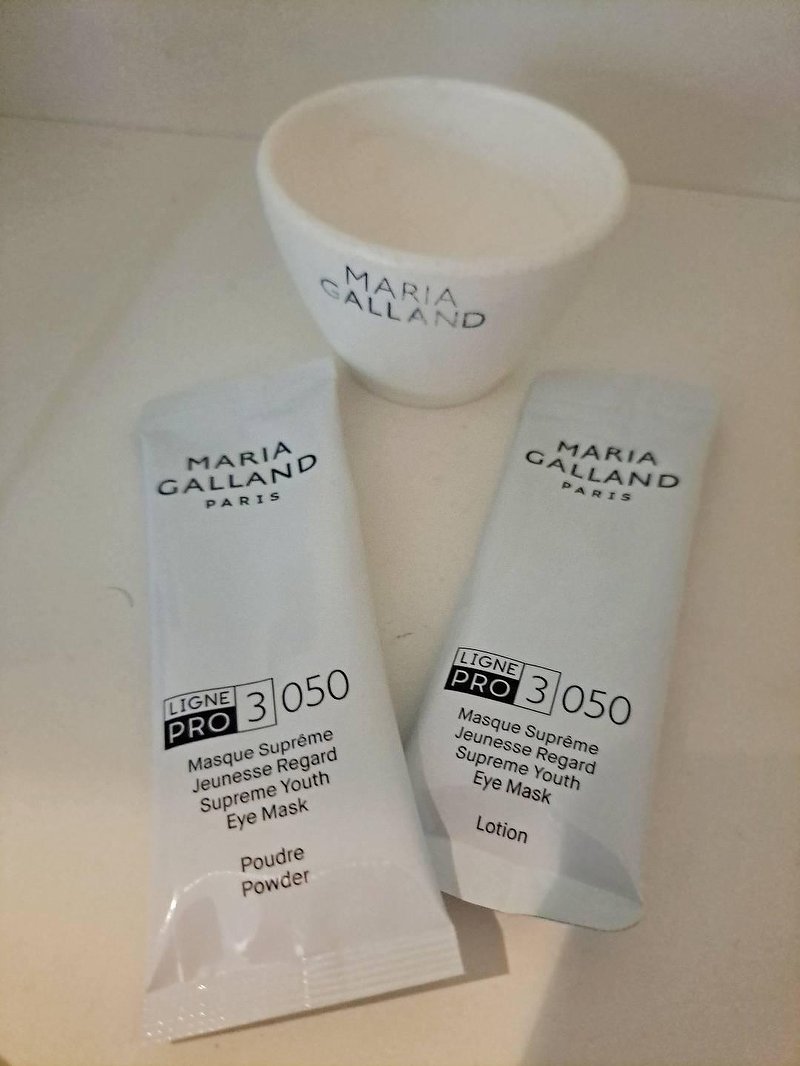 MARIA
GALLAND
MARIA
GALLAND
PARIS
LIGNE
PRO 3 050
Masque Suprême
Jeunesse Regard
Supreme Youth
Eye Mask
Poudre
Powder
MARIA
GALLAND
PARIS
LIGNE
PRO 3 050
Masque Suprême
Jeunesse Regard
Supreme Youth
Eye Mask
Lotion